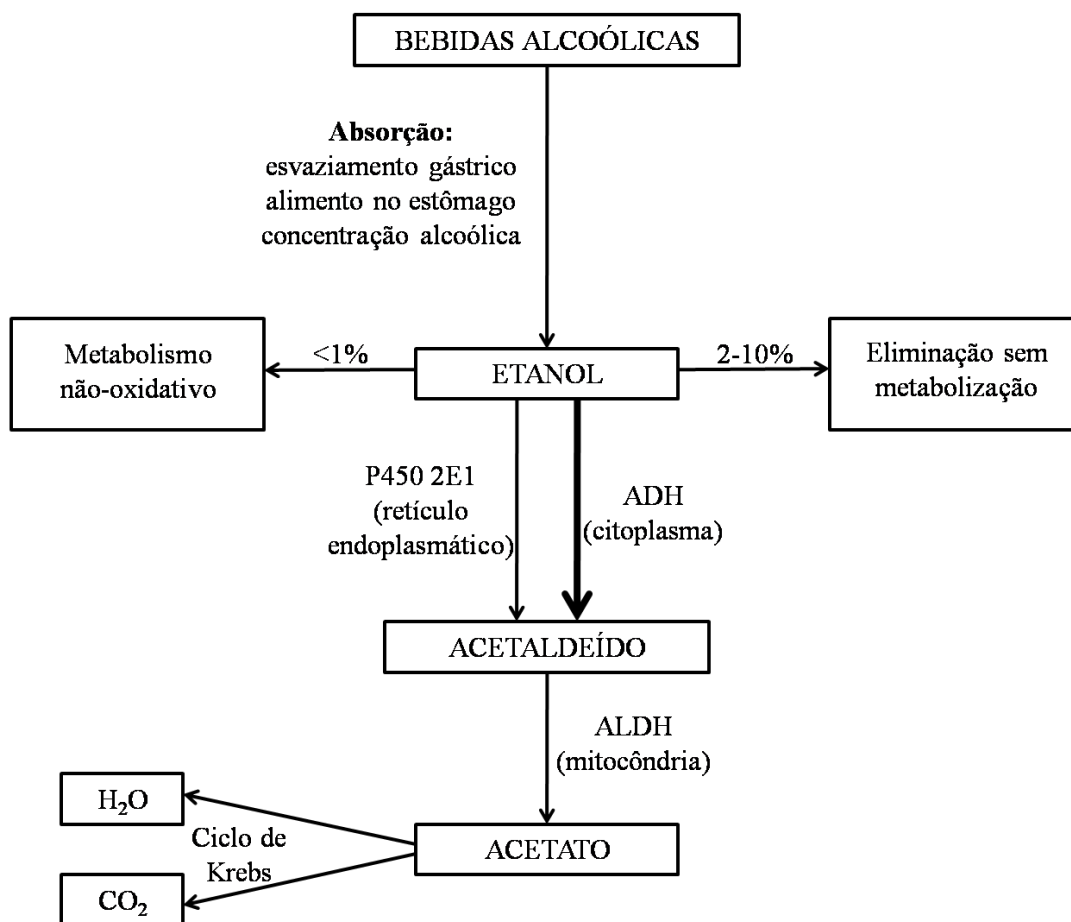 BEBIDAS ALCOÓLICAS
Absorção:
esvaziamento gástrico
alimento no estômago
concentração alcoólica
Metabolismo
não-oxidativo
<1%
ETANOL
2-10%
Eliminação sem
metabolização
P450 2E1
(retículo
endoplasmático)
ADH
(citoplasma)
ACETALDEÍDO
ALDH
(mitocôndria)
H₂O
Ciclo de
Krebs
ACETATO
CO₂